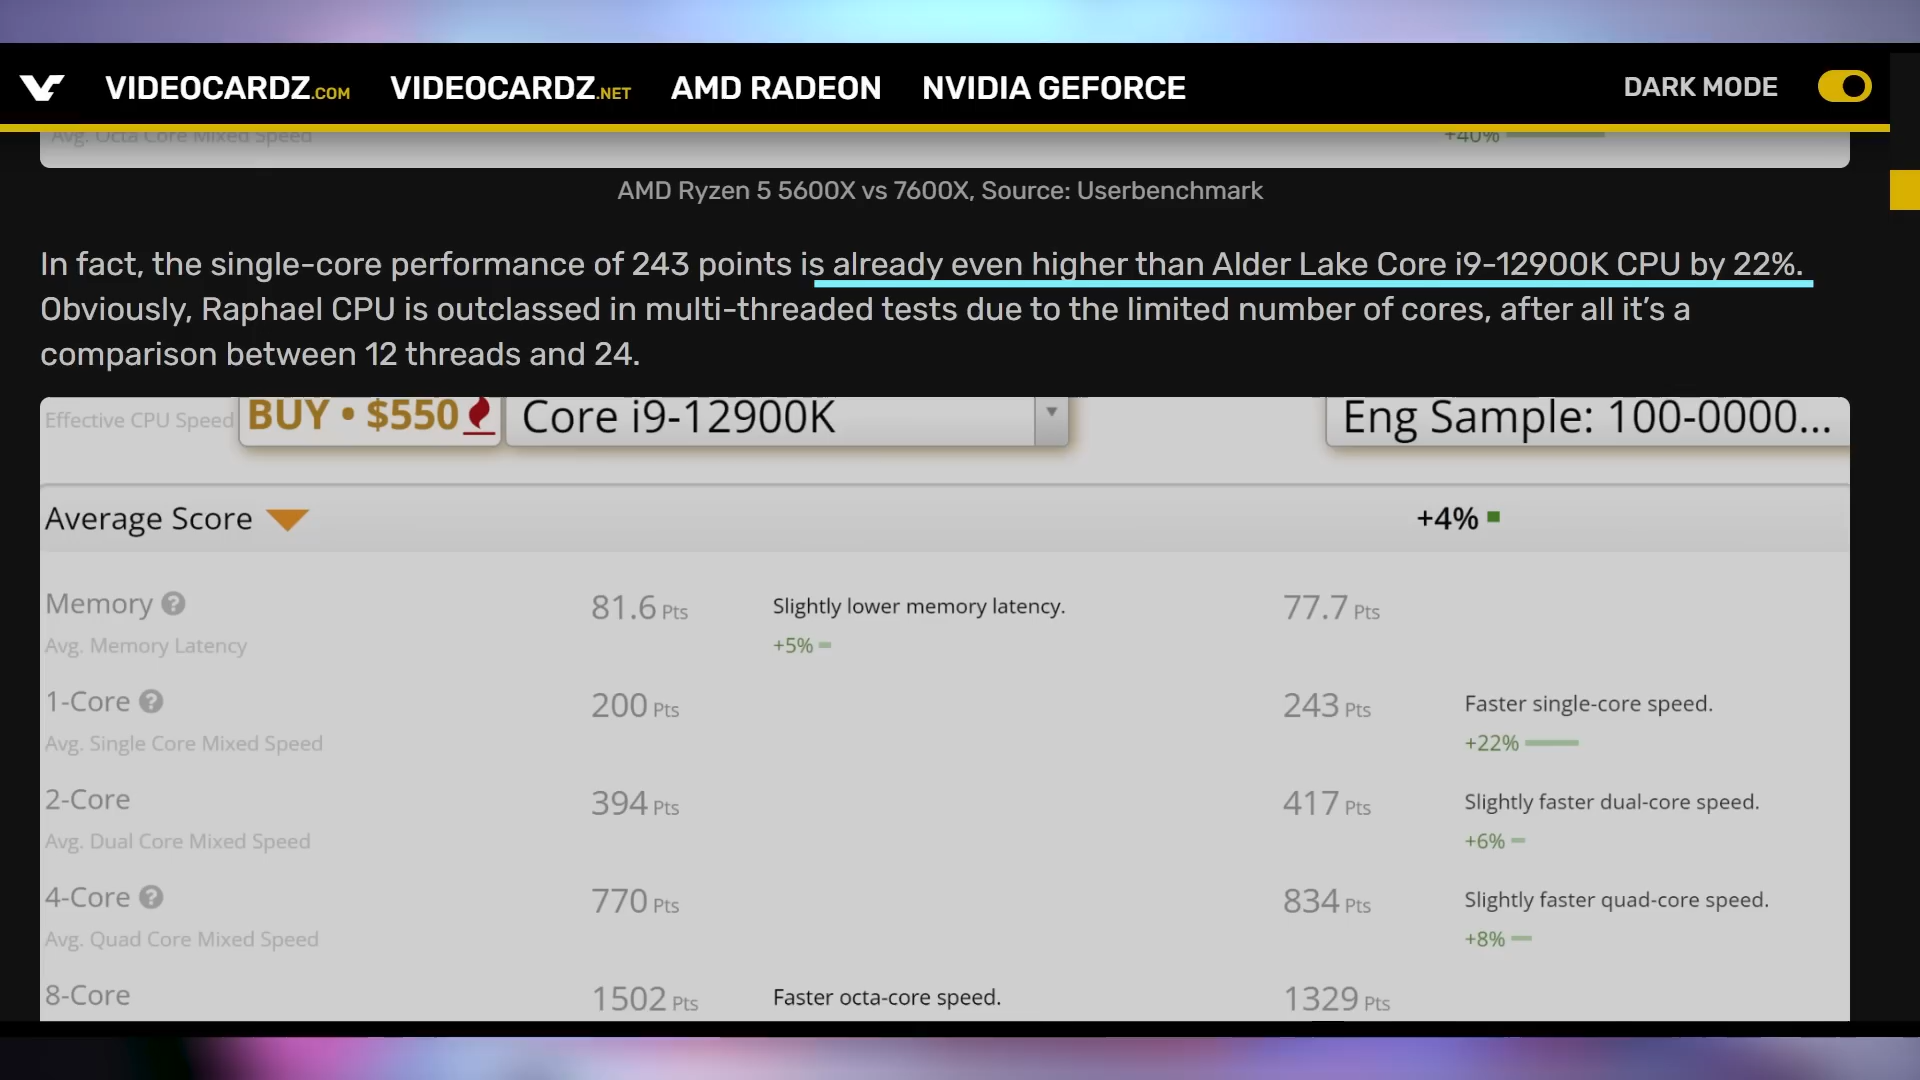 VIDEOCARDZ.COM VIDEOCARDZ.NET AMD RADEON NVIDIA GEFORCE DARK MODE
Avg. Octa Core Mixed Speed +40%
AMD Ryzen 5 5600X vs 7600X, Source: Userbenchmark
In fact, the single-core performance of 243 points is already even higher than Alder Lake Core i9-12900K CPU by 22%.
Obviously, Raphael CPU is outclassed in multi-threaded tests due to the limited number of cores, after all it’s a
comparison between 12 threads and 24.
Effective CPU Speed BUY • $550 Core i9-12900K Eng Sample: 100-0000...
Average Score +4%
Memory ? 81.6 Pts Slightly lower memory latency. 77.7 Pts
Avg. Memory Latency +5%
1-Core ? 200 Pts 243 Pts Faster single-core speed.
Avg. Single Core Mixed Speed +22%
2-Core 394 Pts 417 Pts Slightly faster dual-core speed.
Avg. Dual Core Mixed Speed +6%
4-Core ? 770 Pts 834 Pts Slightly faster quad-core speed.
Avg. Quad Core Mixed Speed +8%
8-Core 1502 Pts Faster octa-core speed. 1329 Pts